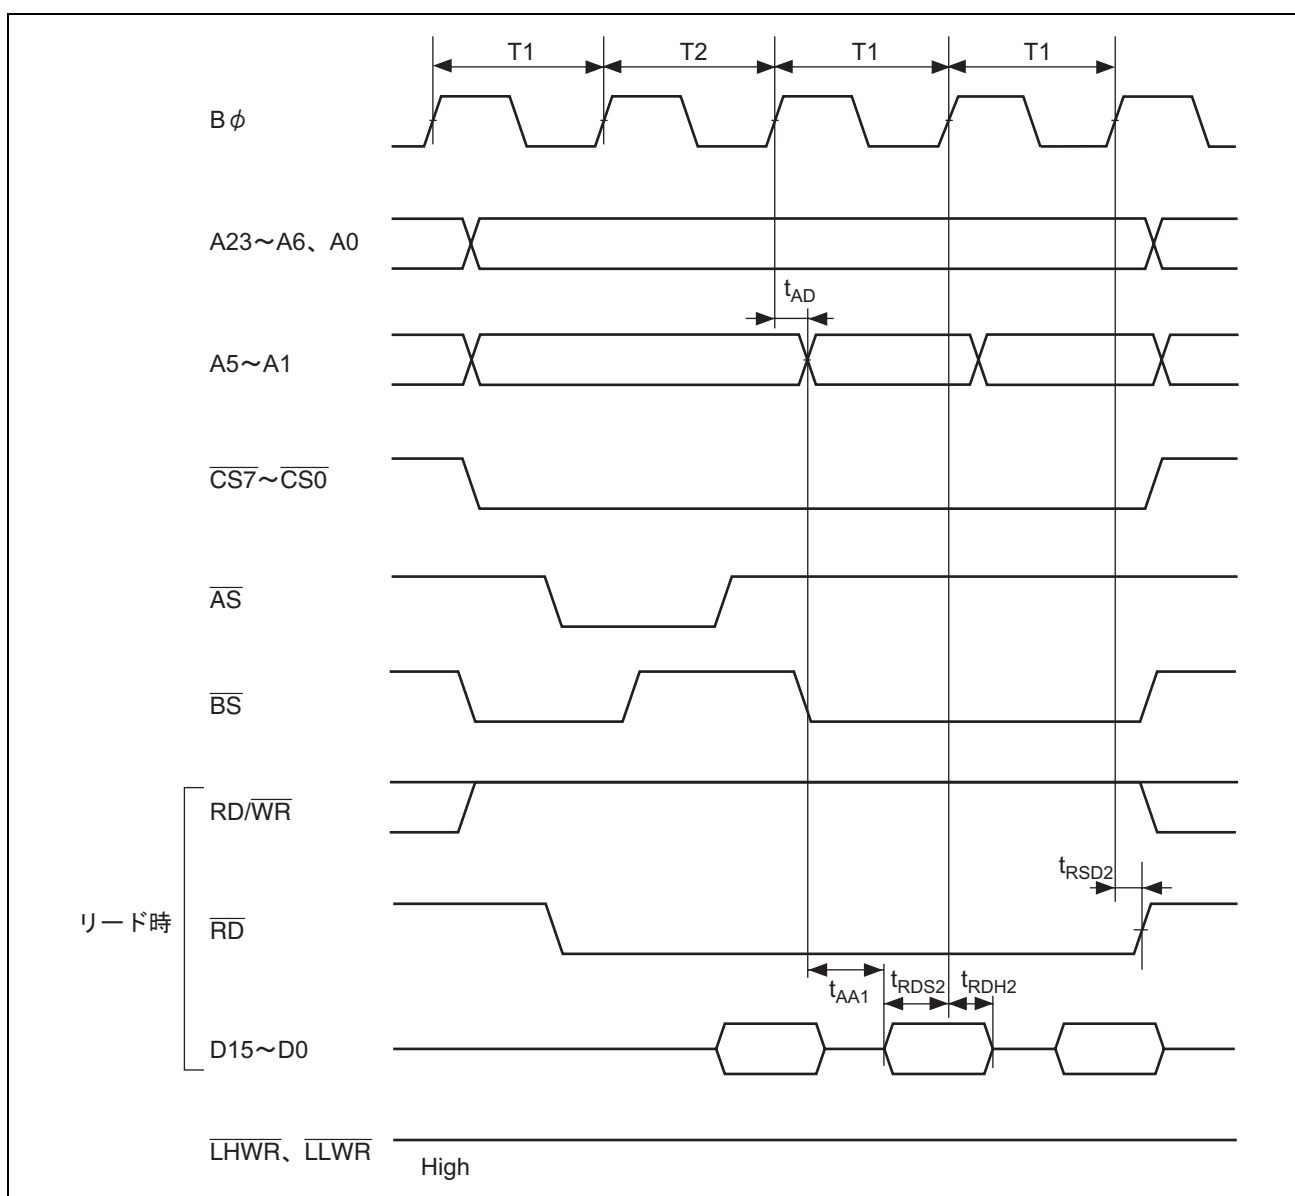 T1 T2 T1 T1
Bφ
A23～A6、A0
tAD
A5～A1
CS7～CS0
AS
BS
RD/WR
tRSD2
リード時
RD
tAA1 tRDS2 tRDH2
D15～D0
LHWR、LLWR
High